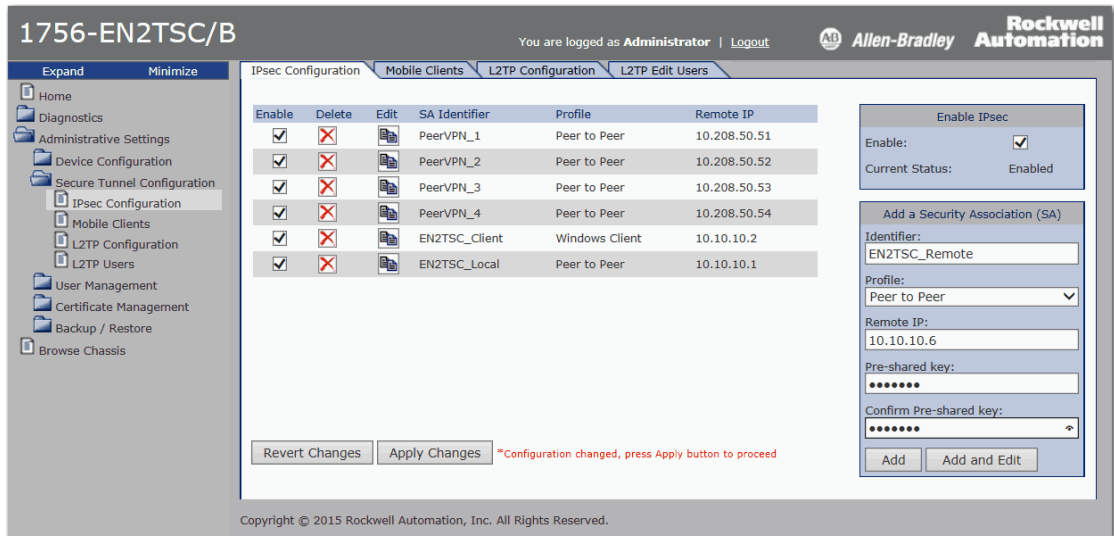 1756-EN2TSC/B
You are logged as Administrator | Logout
AB Allen-Bradley
Rockwell
Automation
Expand Minimize
Home
Diagnostics
Administrative Settings
Device Configuration
Secure Tunnel Configuration
IPsec Configuration
Mobile Clients
L2TP Configuration
L2TP Users
User Management
Certificate Management
Backup / Restore
Browse Chassis
IPsec Configuration Mobile Clients L2TP Configuration L2TP Edit Users
Enable Delete Edit SA Identifier Profile Remote IP
PeerVPN_1 Peer to Peer 10.208.50.51
PeerVPN_2 Peer to Peer 10.208.50.52
PeerVPN_3 Peer to Peer 10.208.50.53
PeerVPN_4 Peer to Peer 10.208.50.54
EN2TSC_Client Windows Client 10.10.10.2
EN2TSC_Local Peer to Peer 10.10.10.1
Revert Changes Apply Changes *Configuration changed, press Apply button to proceed
Enable IPsec
Enable:
Current Status: Enabled
Add a Security Association (SA)
Identifier:
EN2TSC_Remote
Profile:
Peer to Peer
Remote IP:
10.10.10.6
Pre-shared key:
•••••••
Confirm Pre-shared key:
•••••••
Add Add and Edit
Copyright © 2015 Rockwell Automation, Inc. All Rights Reserved.